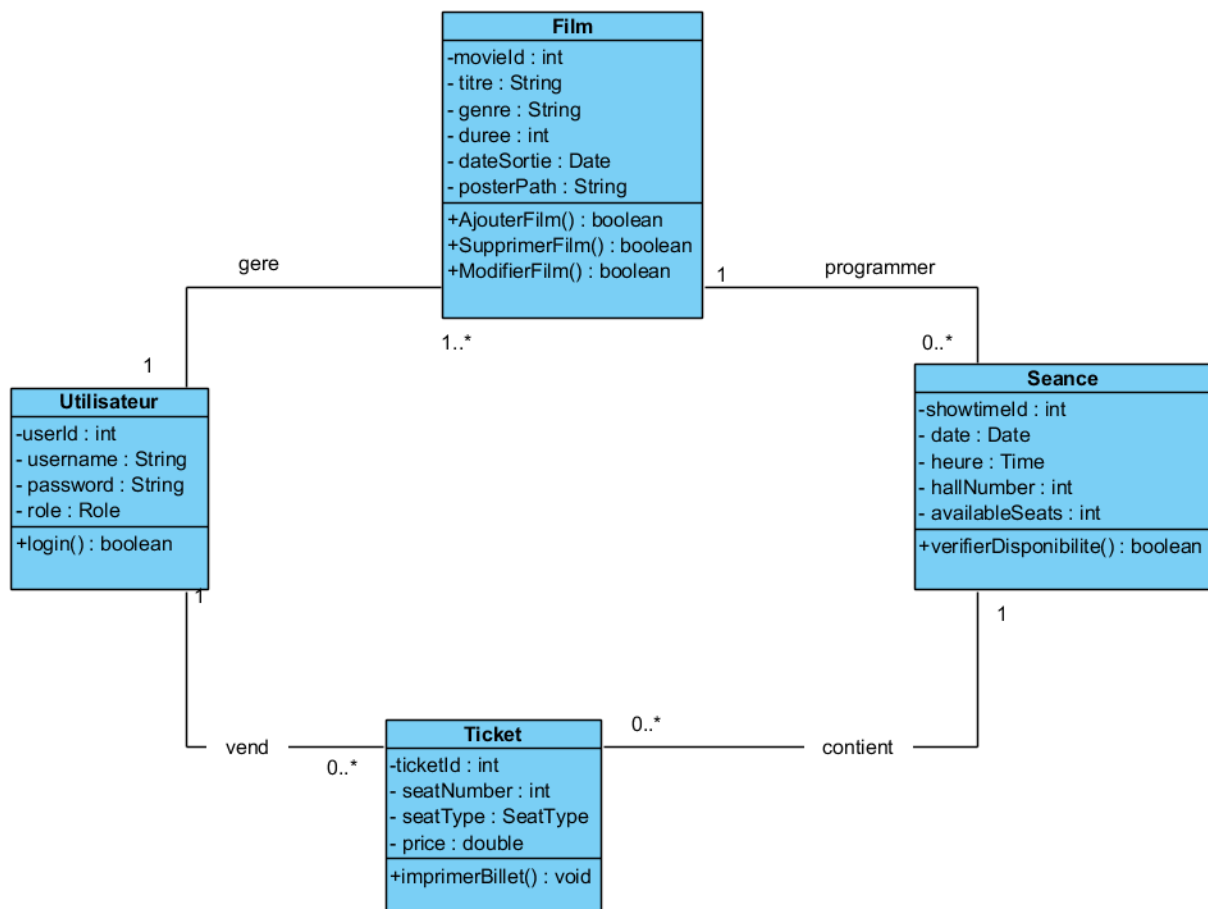 Film
-movieId : int
- titre : String
- genre : String
- duree : int
- dateSortie : Date
- posterPath : String
+AjouterFilm() : boolean
+SupprimerFilm() : boolean
+ModifierFilm() : boolean
gere
1
programmer
1..*
0..*
1
Utilisateur
-userId : int
- username : String
- password : String
- role : Role
+login() : boolean
1
Seance
-showtimeId : int
- date : Date
- heure : Time
- hallNumber : int
- availableSeats : int
+verifierDisponibilite() : boolean
1
vend
0..*
0..*
contient
Ticket
-ticketId : int
- seatNumber : int
- seatType : SeatType
- price : double
+imprimerBillet() : void